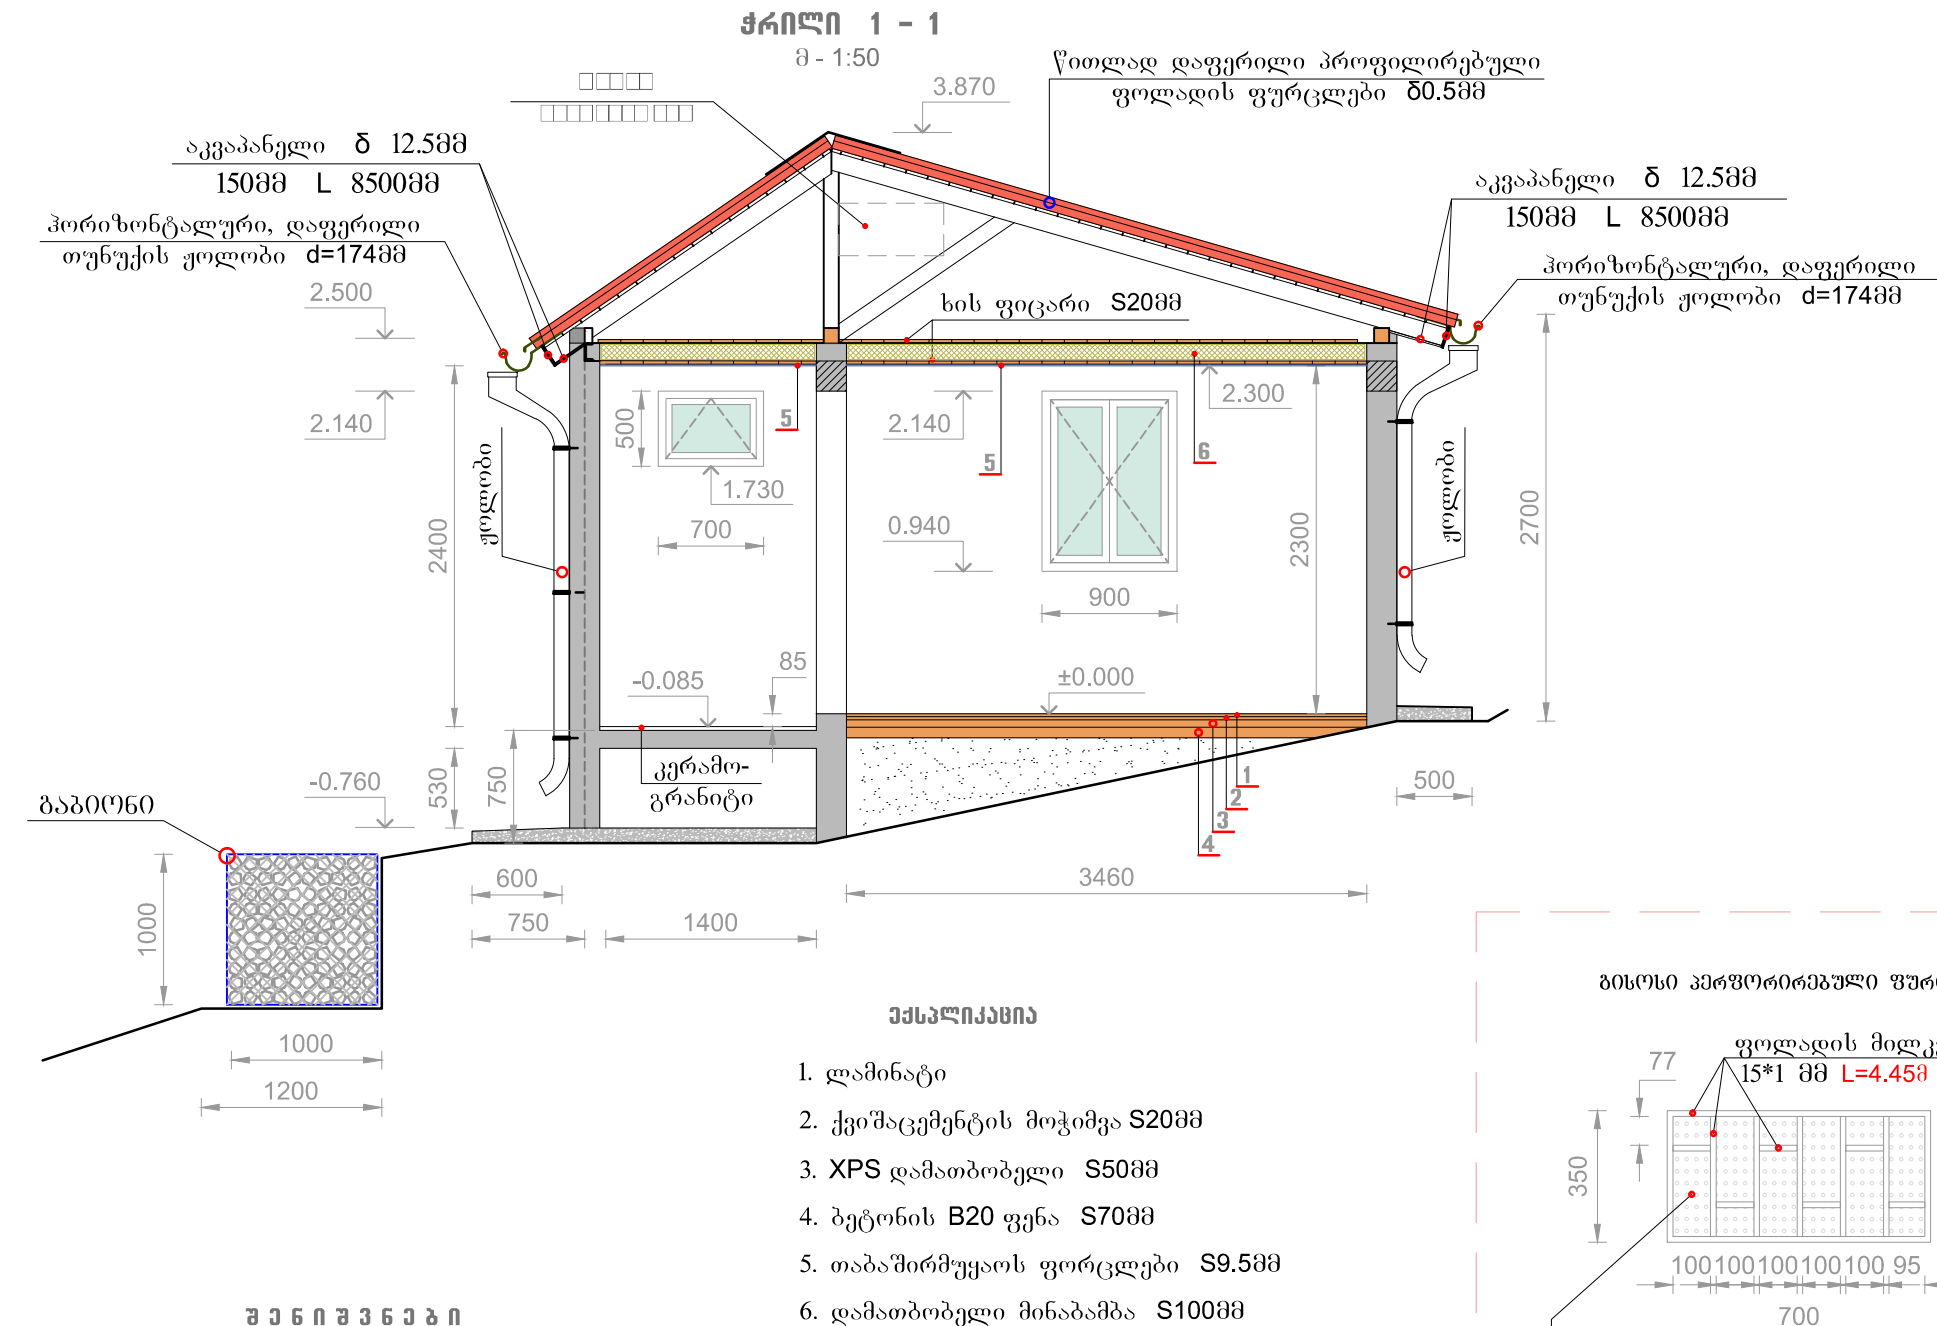 ჭრილი 1 - 1
მ - 1:50
წითლად დაფერილი პროფილირებული
ფოლადის ფურცლები δ0.5მმ
3.870
აკვაპანელი δ 12.5მმ
150მმ L 8500მმ
ჰორიზონტალური, დაფერილი
თუნუქის ჟოლობი d=174მმ
აკვაპანელი δ 12.5მმ
150მმ L 8500მმ
ჰორიზონტალური, დაფერილი
თუნუქის ჟოლობი d=174მმ
2.500
ხის ფიცარი S20მმ
2.140
500
5
2.140
2.300
5
6
ჟოლობი
ჟოლობი
1.730
700
0.940
900
2400
2300
2700
85
-0.085
±0.000
-0.760
530
750
კერამო-
გრანიტი
1
2
3
4
500
გაბიონი
1000
600
750
1400
3460
1000
1200
ექსპლიკაცია
1. ლამინატი
2. ქვიშაცემენტის მოჭიმვა S20მმ
3. XPS დამათბობელი S50მმ
4. ბეტონის B20 ფენა S70მმ
5. თაბაშირმუყაოს ფორცლები S9.5მმ
6. დამათბობელი მინაბამბა S100მმ
შენიშვნები
გისოსი პერფორირებული
ფოლადის
15*1 მმ L=4.45მ
77
350
100 100 100 100 100 95
700